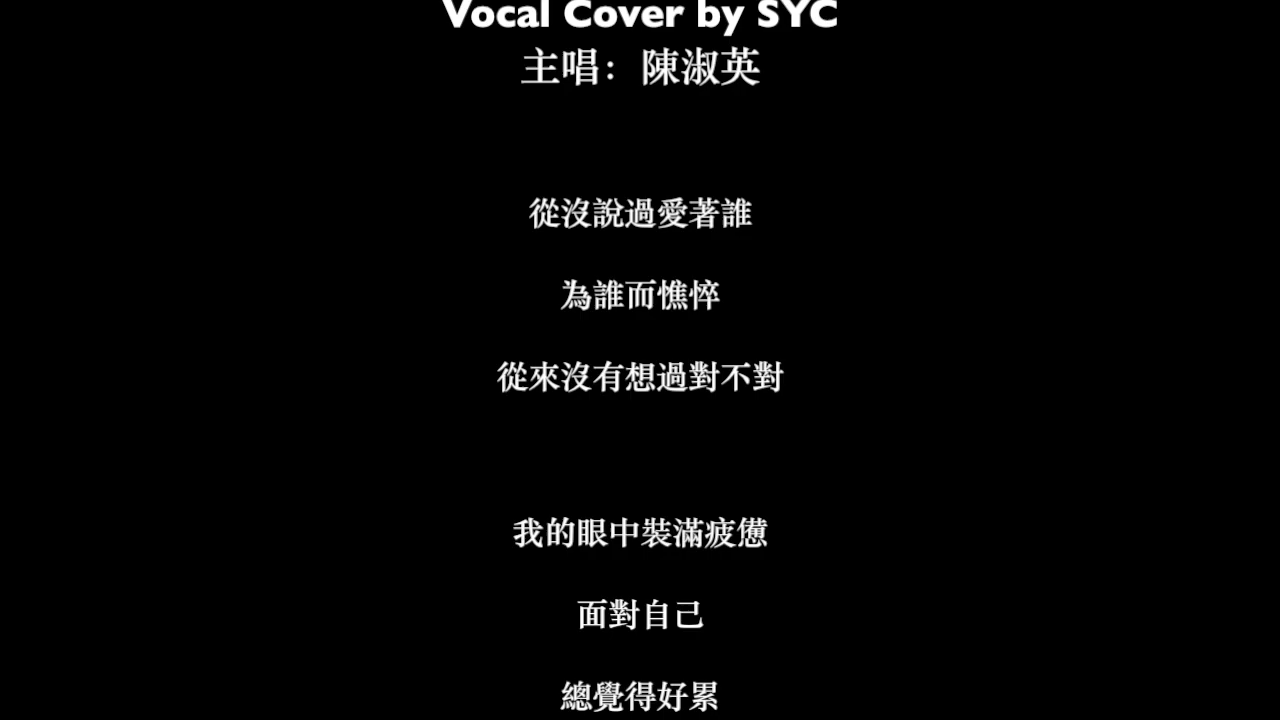 Vocal Cover by SYC
主唱：陳淑英
從沒說過愛著誰
為誰而憔悴
從來沒有想過對不對
我的眼中裝滿疲憊
面對自己
總覺得好累